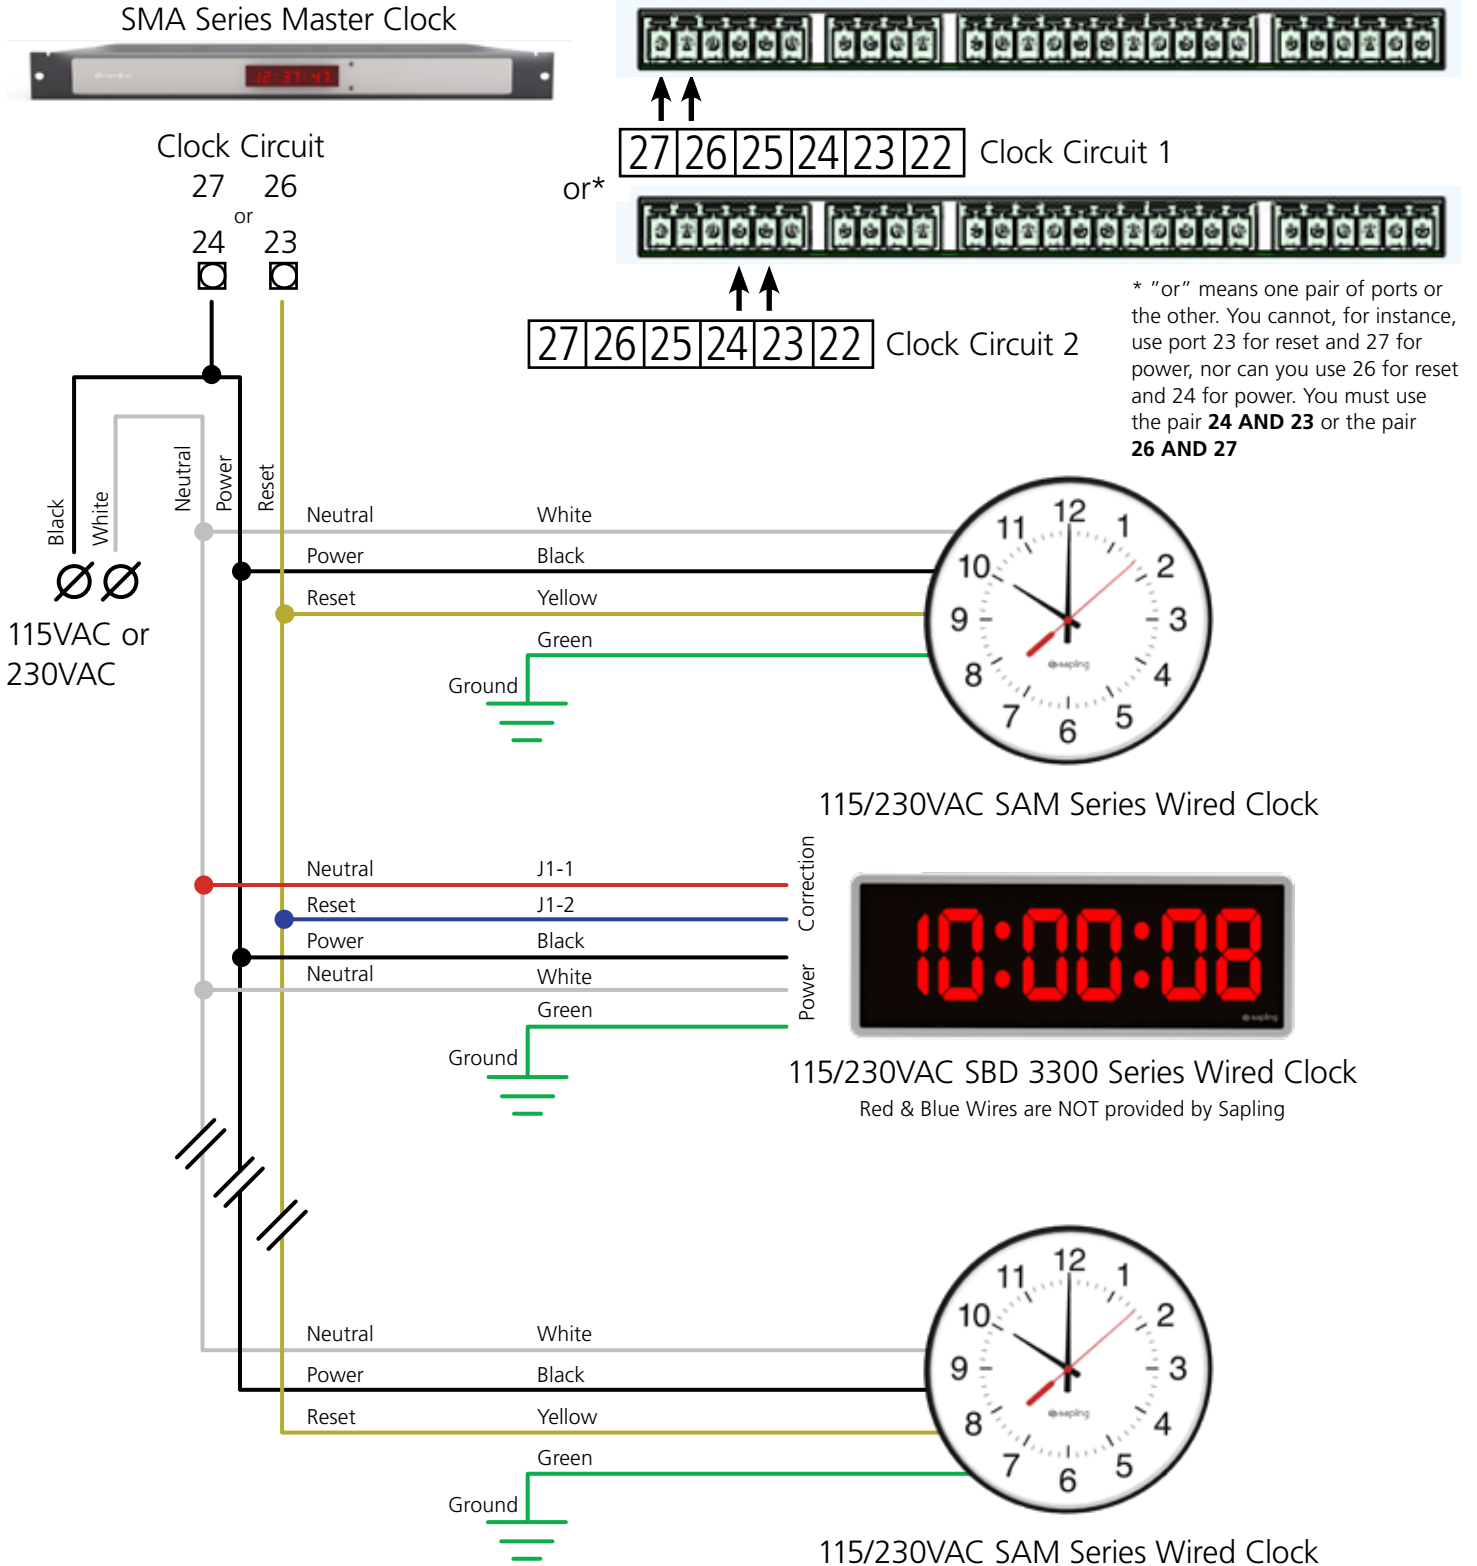 SMA Series Master Clock
12:37:47
Clock Circuit
27 26
or
24 23
27 26 25 24 23 22 Clock Circuit 1
or*
27 26 25 24 23 22 Clock Circuit 2
* "or" means one pair of ports or
the other. You cannot, for instance,
use port 23 for reset and 27 for
power, nor can you use 26 for reset
and 24 for power. You must use
the pair 24 AND 23 or the pair
26 AND 27
Black
White
Neutral
Power
Reset
115VAC or
230VAC
Neutral White
Power Black
Reset Yellow
Green
Ground
12
1
2
3
4
5
6
7
8
9
10
11
sapling
115/230VAC SAM Series Wired Clock
Neutral J1-1
Reset J1-2
Power Black
Neutral White
Green
Ground
Correction
Power
10:00:08
sapling
115/230VAC SBD 3300 Series Wired Clock
Red & Blue Wires are NOT provided by Sapling
Neutral White
Power Black
Reset Yellow
Green
Ground
12
1
2
3
4
5
6
7
8
9
10
11
sapling
115/230VAC SAM Series Wired Clock